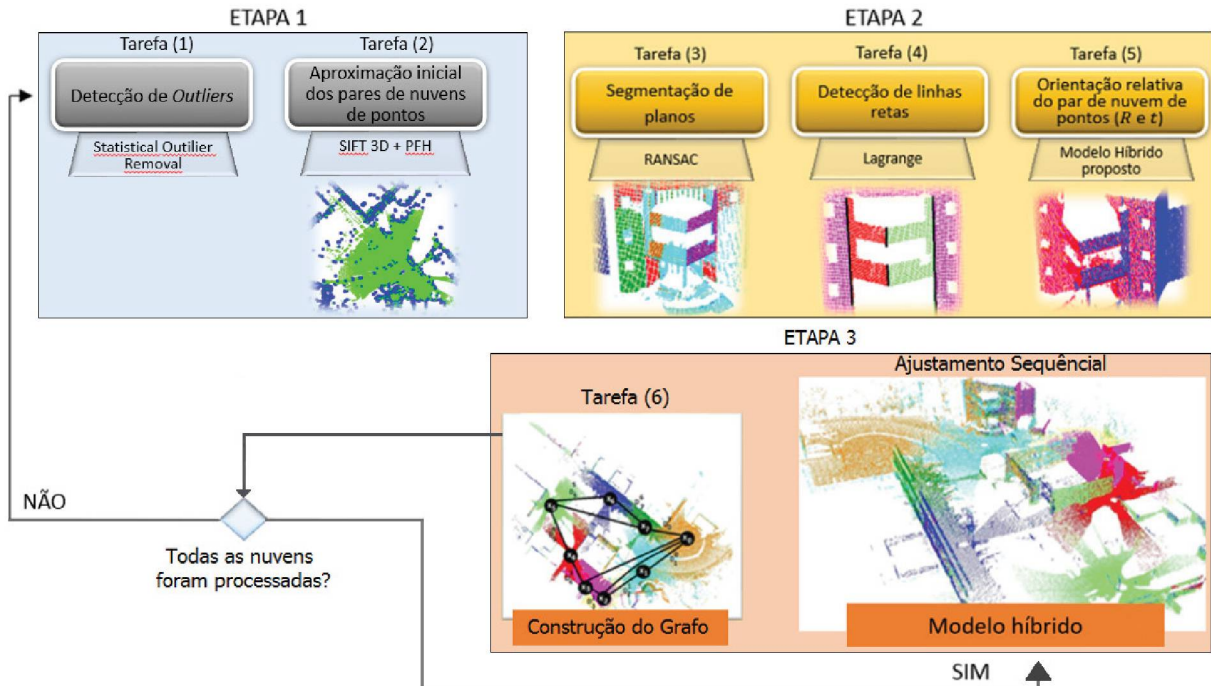 ETAPA 1
Tarefa (1)
Detecção de Outliers
Statistical Outilier
Removal
Tarefa (2)
Aproximação inicial
dos pares de nuvens
de pontos
SIFT 3D + PFH
ETAPA 2
Tarefa (3)
Segmentação de
planos
RANSAC
Tarefa (4)
Detecção de linhas
retas
Lagrange
Tarefa (5)
Orientação relativa
do par de nuvem de
pontos (R e t)
Modelo Híbrido
proposto
ETAPA 3
Tarefa (6)
Construção do Grafo
Ajustamento Sequêncial
Modelo híbrido
NÃO
Todas as nuvens
foram processadas?
SIM